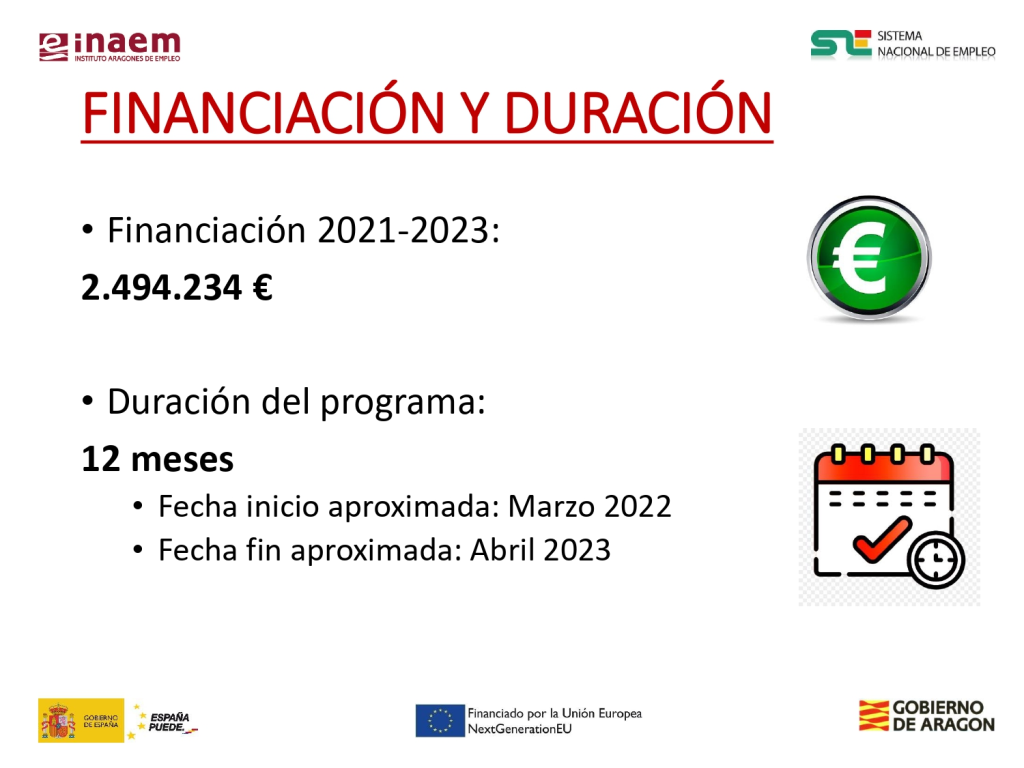 inaem
INSTITUTO ARAGONES DE EMPLEO
SISTEMA
NACIONAL DE EMPLEO
FINANCIACIÓN Y DURACIÓN
• Financiación 2021-2023:
2.494.234 €
€
• Duración del programa:
12 meses
• Fecha inicio aproximada: Marzo 2022
• Fecha fin aproximada: Abril 2023
GOBIERNO
DE ESPAÑA
ESPAÑA
PUEDE.
Financiado por la Unión Europea
NextGenerationEU
GOBIERNO
DE ARAGON